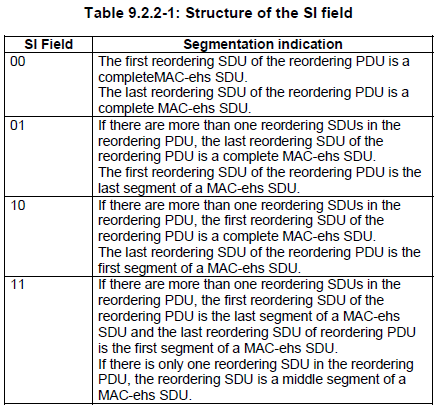 Table 9.2.2-1: Structure of the SI field
SI Field Segmentation indication
00 The first reordering SDU of the reordering PDU is a
completeMAC-ehs SDU.
The last reordering SDU of the reordering PDU is a
complete MAC-ehs SDU.
01 If there are more than one reordering SDUs in the
reordering PDU, the last reordering SDU of the
reordering PDU is a complete MAC-ehs SDU.
The first reordering SDU of the reordering PDU is the
last segment of a MAC-ehs SDU.
10 If there are more than one reordering SDUs in the
reordering PDU, the first reordering SDU of the
reordering PDU is a complete MAC-ehs SDU.
The last reordering SDU of the reordering PDU is the
first segment of a MAC-ehs SDU.
11 If there are more than one reordering SDUs in the
reordering PDU, the first reordering SDU of the
reordering PDU is the last segment of a MAC-ehs
SDU and the last reordering SDU of reordering PDU
is the first segment of a MAC-ehs SDU.
If there is only one reordering SDU in the reordering
PDU, the reordering SDU is a middle segment of a
MAC-ehs SDU.